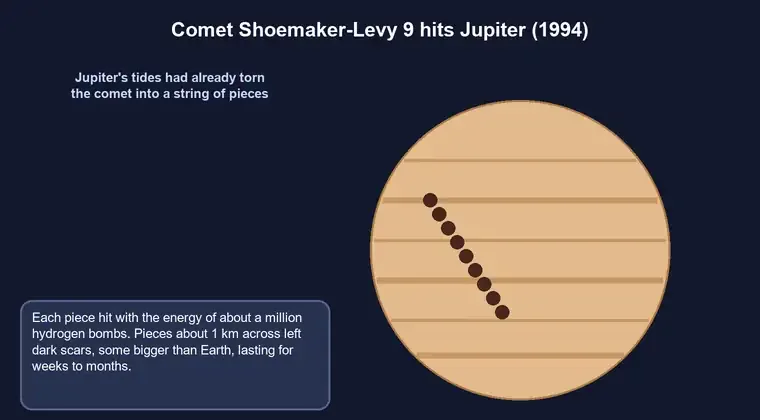 Comet Shoemaker-Levy 9 hits Jupiter (1994)
Jupiter's tides had already torn
the comet into a string of pieces
Each piece hit with the energy of about a million
hydrogen bombs. Pieces about 1 km across left
dark scars, some bigger than Earth, lasting for
weeks to months.